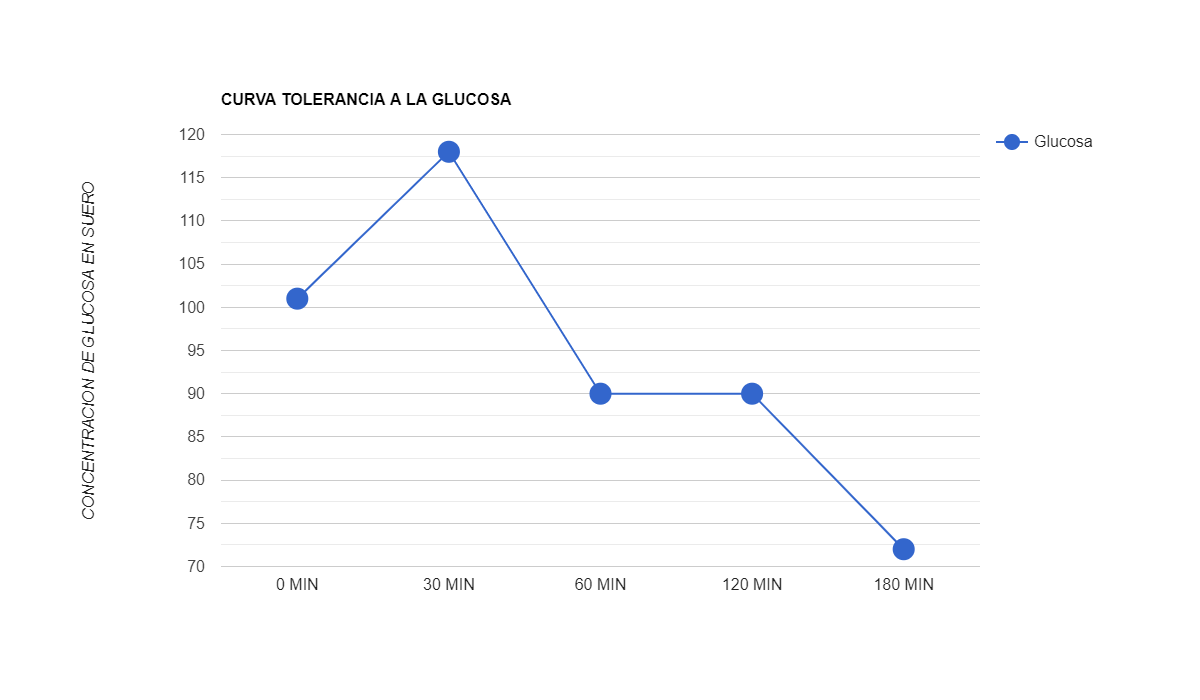 CURVA TOLERANCIA A LA GLUCOSA
Glucosa
CONCENTRACION DE GLUCOSA EN SUERO
120
115
110
105
100
95
90
85
80
75
70
0 MIN
30 MIN
60 MIN
120 MIN
180 MIN